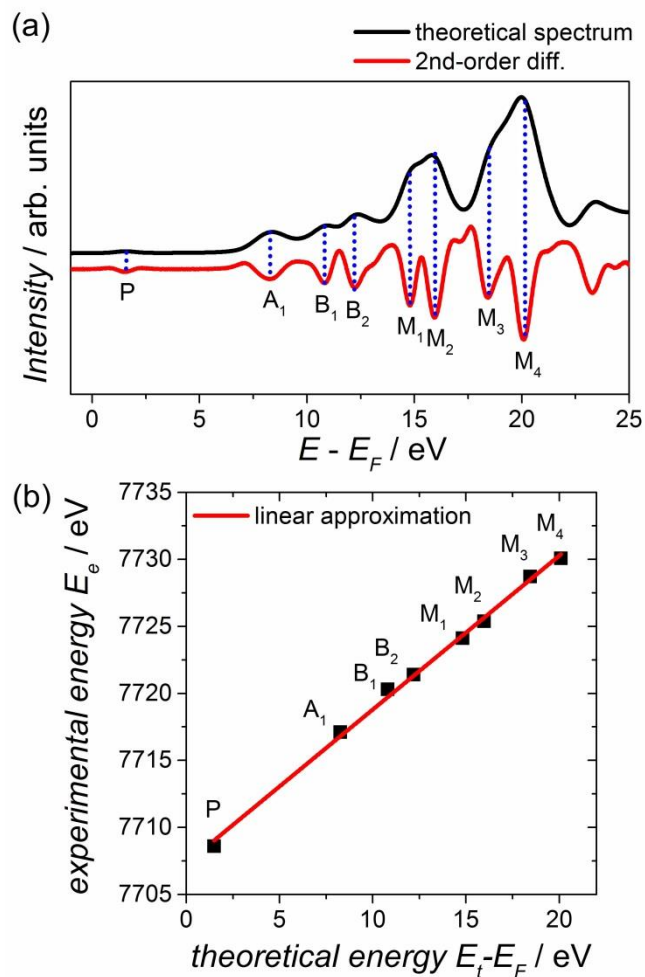 (a)
theoretical spectrum
2nd-order diff.
Intensity / arb. units
P
A₁
B₁
B₂
M₁
M₂
M₃
M₄
0
5
10
15
20
25
E - E_F / eV
(b)
7735
7730
7725
7720
7715
7710
7705
experimental energy Eₑ / eV
linear approximation
P
A₁
B₁
B₂
M₁
M₂
M₃
M₄
0
5
10
15
20
theoretical energy Eₜ-E_F / eV